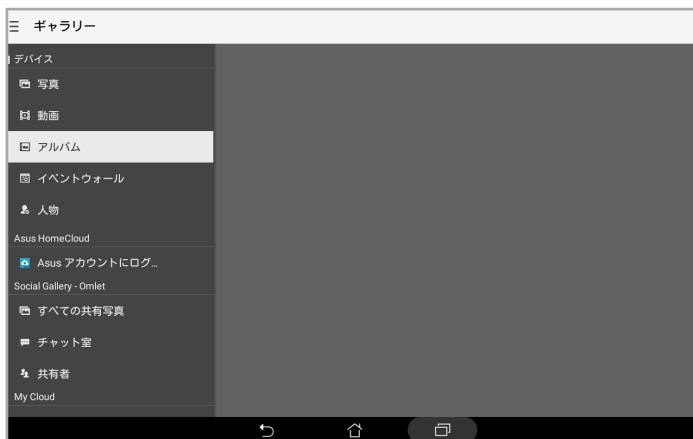 ギャラリー
デバイス
写真
動画
アルバム
イベントウォール
人物
Asus HomeCloud
Asus アカウントにログ...
Social Gallery - Omlet
すべての共有写真
チャット室
共有者
My Cloud